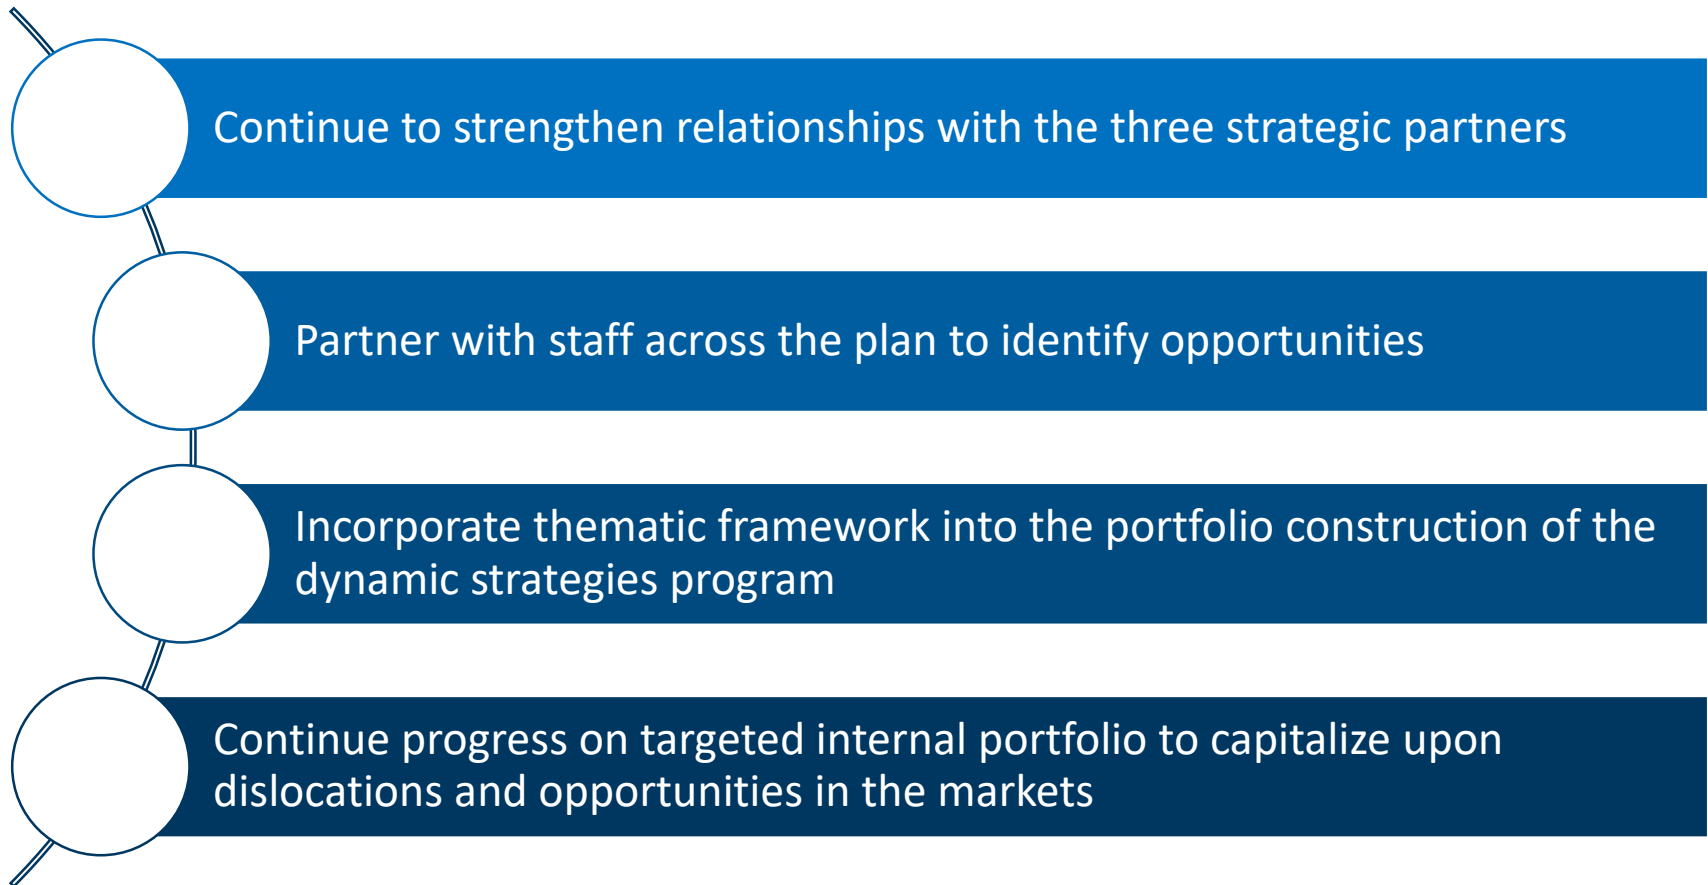 Continue to strengthen relationships with the three strategic partners
Partner with staff across the plan to identify opportunities
Incorporate thematic framework into the portfolio construction of the
dynamic strategies program
Continue progress on targeted internal portfolio to capitalize upon
dislocations and opportunities in the markets